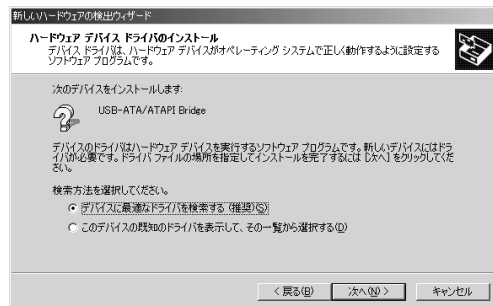 新しいハードウェアの検出ウィザード
ハードウェア デバイス ドライバのインストール
デバイス ドライバは、ハードウェア デバイスがオペレーティング システムで正しく動作するように設定する
ソフトウェア プログラムです。
次のデバイスをインストールします:
USB-ATA/ATAPI Bridge
デバイスのドライバはハードウェア デバイスを実行するソフトウェア プログラムです。新しいデバイスにはドラ
イバが必要です。ドライバ ファイルの場所を指定してインストールを完了するには [次へ] をクリックしてくだ
さい。
検索方法を選択してください。
デバイスに最適なドライバを検索する (推奨)(S)
このデバイスの既知のドライバを表示して、その一覧から選択する(D)
< 戻る(B) 次へ(N) > キャンセル